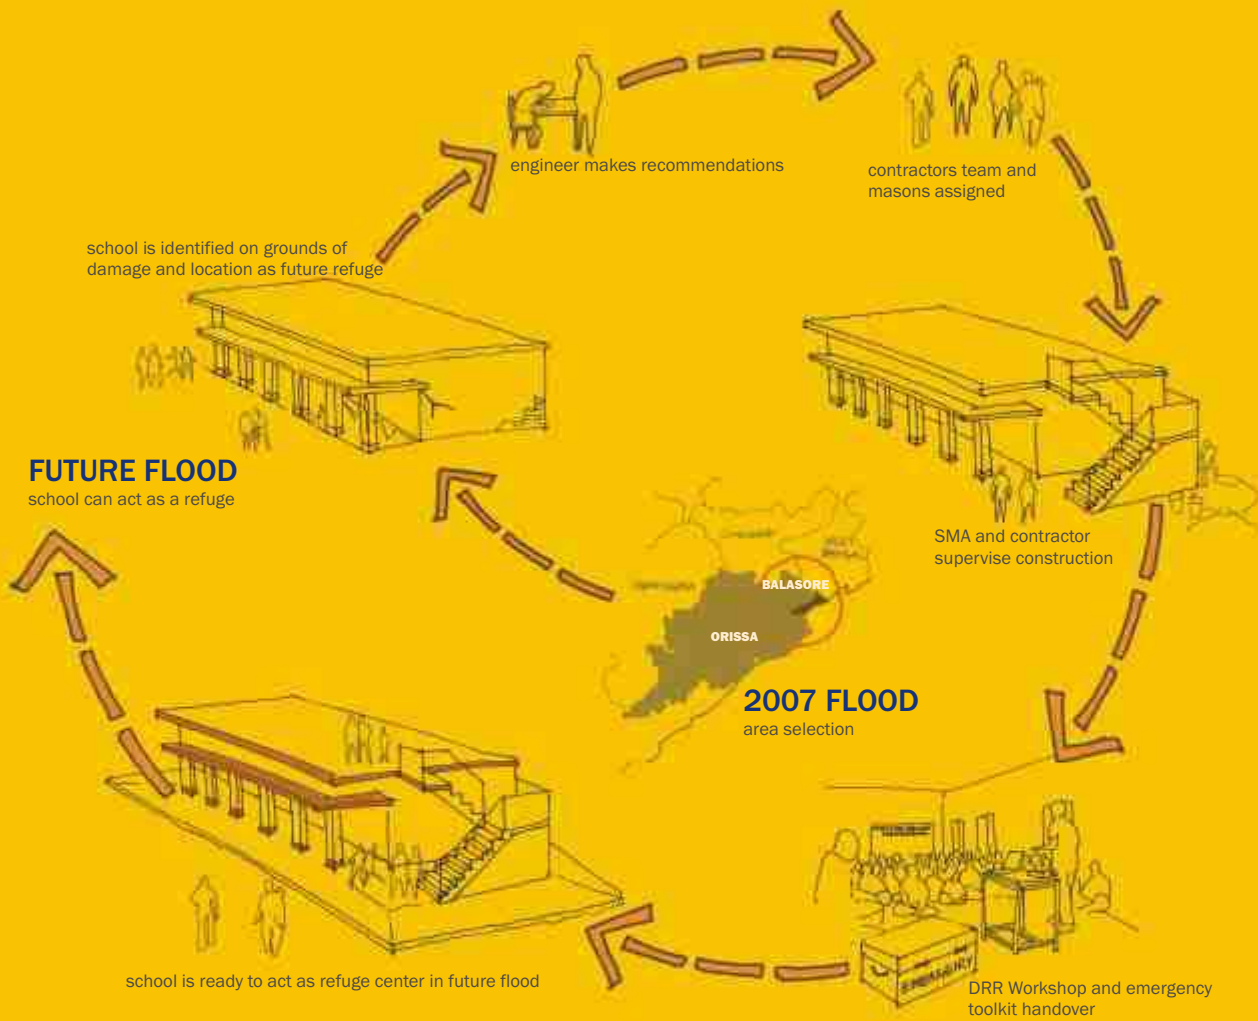 engineer makes recommendations
contractors team and
masons assigned
school is identified on grounds of
damage and location as future refuge
FUTURE FLOOD
school can act as a refuge
SMA and contractor
supervise construction
BALASORE
ORISSA
2007 FLOOD
area selection
school is ready to act as refuge center in future flood
EMERGENCY
DRR Workshop and emergency
toolkit handover